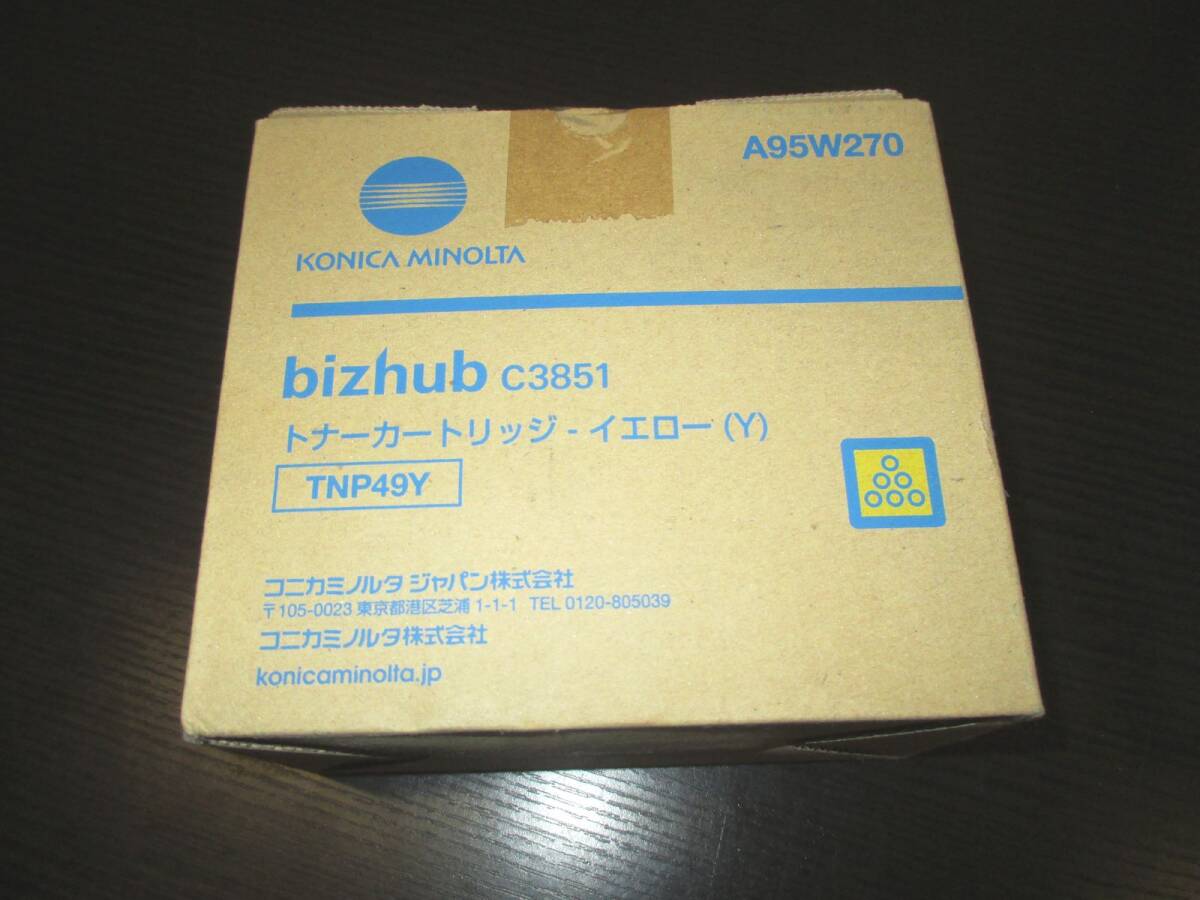 KONICA MINOLTA
A95W270
bizhub C3851
トナーカートリッジ - イエロー (Y)
TNP49Y
コニカミノルタ ジャパン株式会社
〒105-0023 東京都港区芝浦 1-1-1 TEL 0120-805039
コニカミノルタ株式会社
konicaminolta.jp